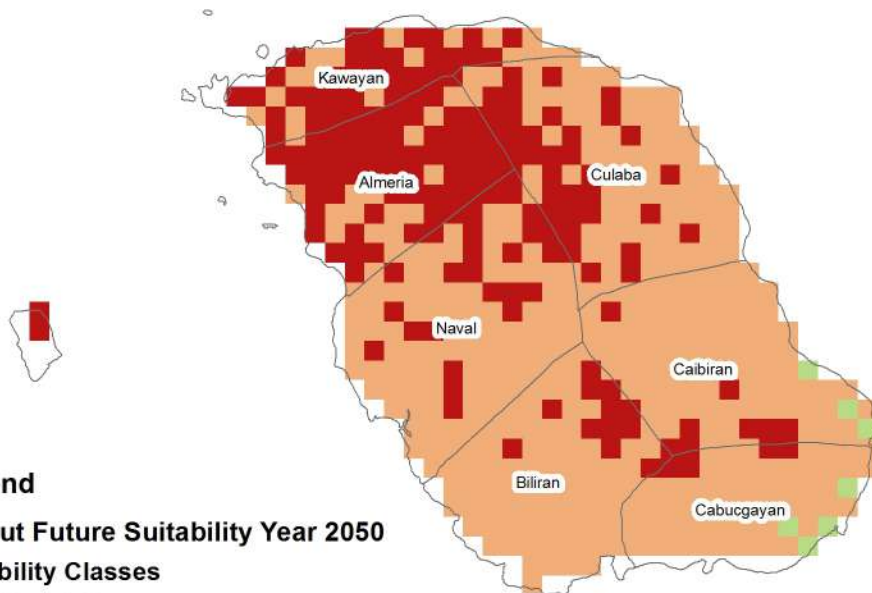 Kawayan
Almeria
Culaba
Naval
Caibiran
Biliran
Cabucgayan
nd
ut Future Suitability Year 2050
bility Classes